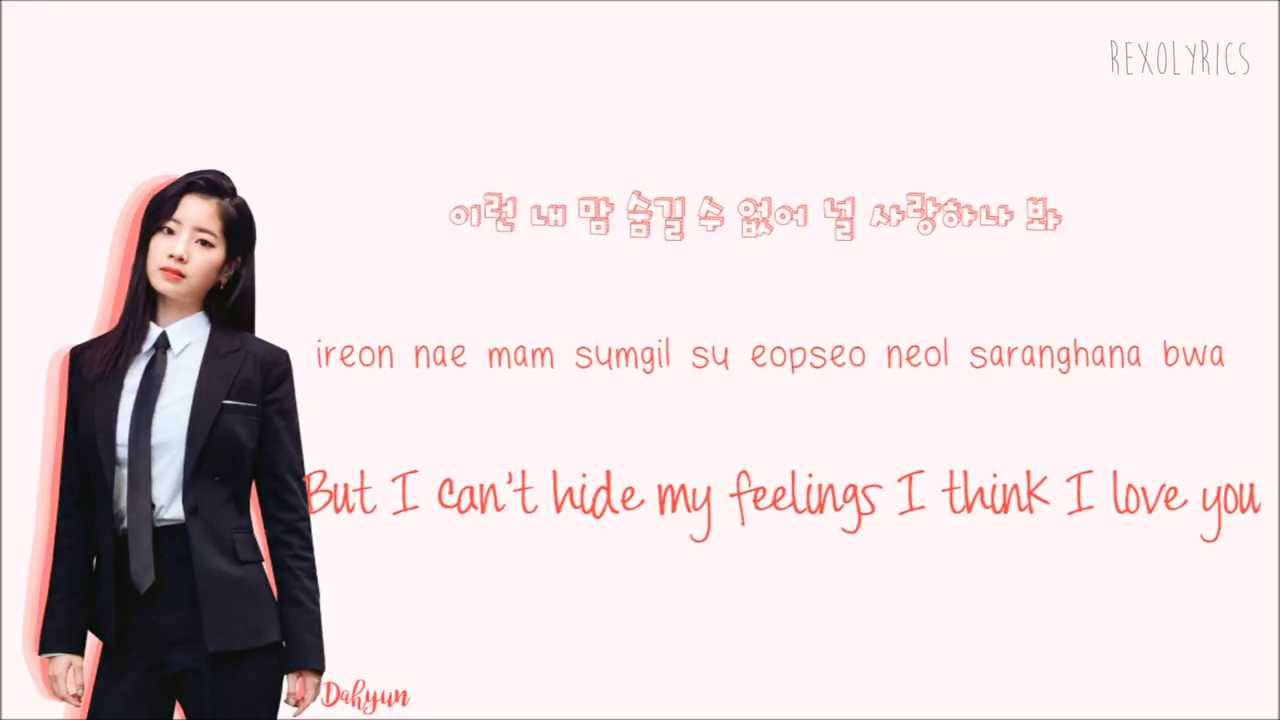 REXOLYRICS
이런 내 맘 숨길 수 없어 널 사랑하나 봐
ireon nae mam sumgil su eopseo neol saranghana bwa
But I can't hide my feelings I think I love you
Dahyun